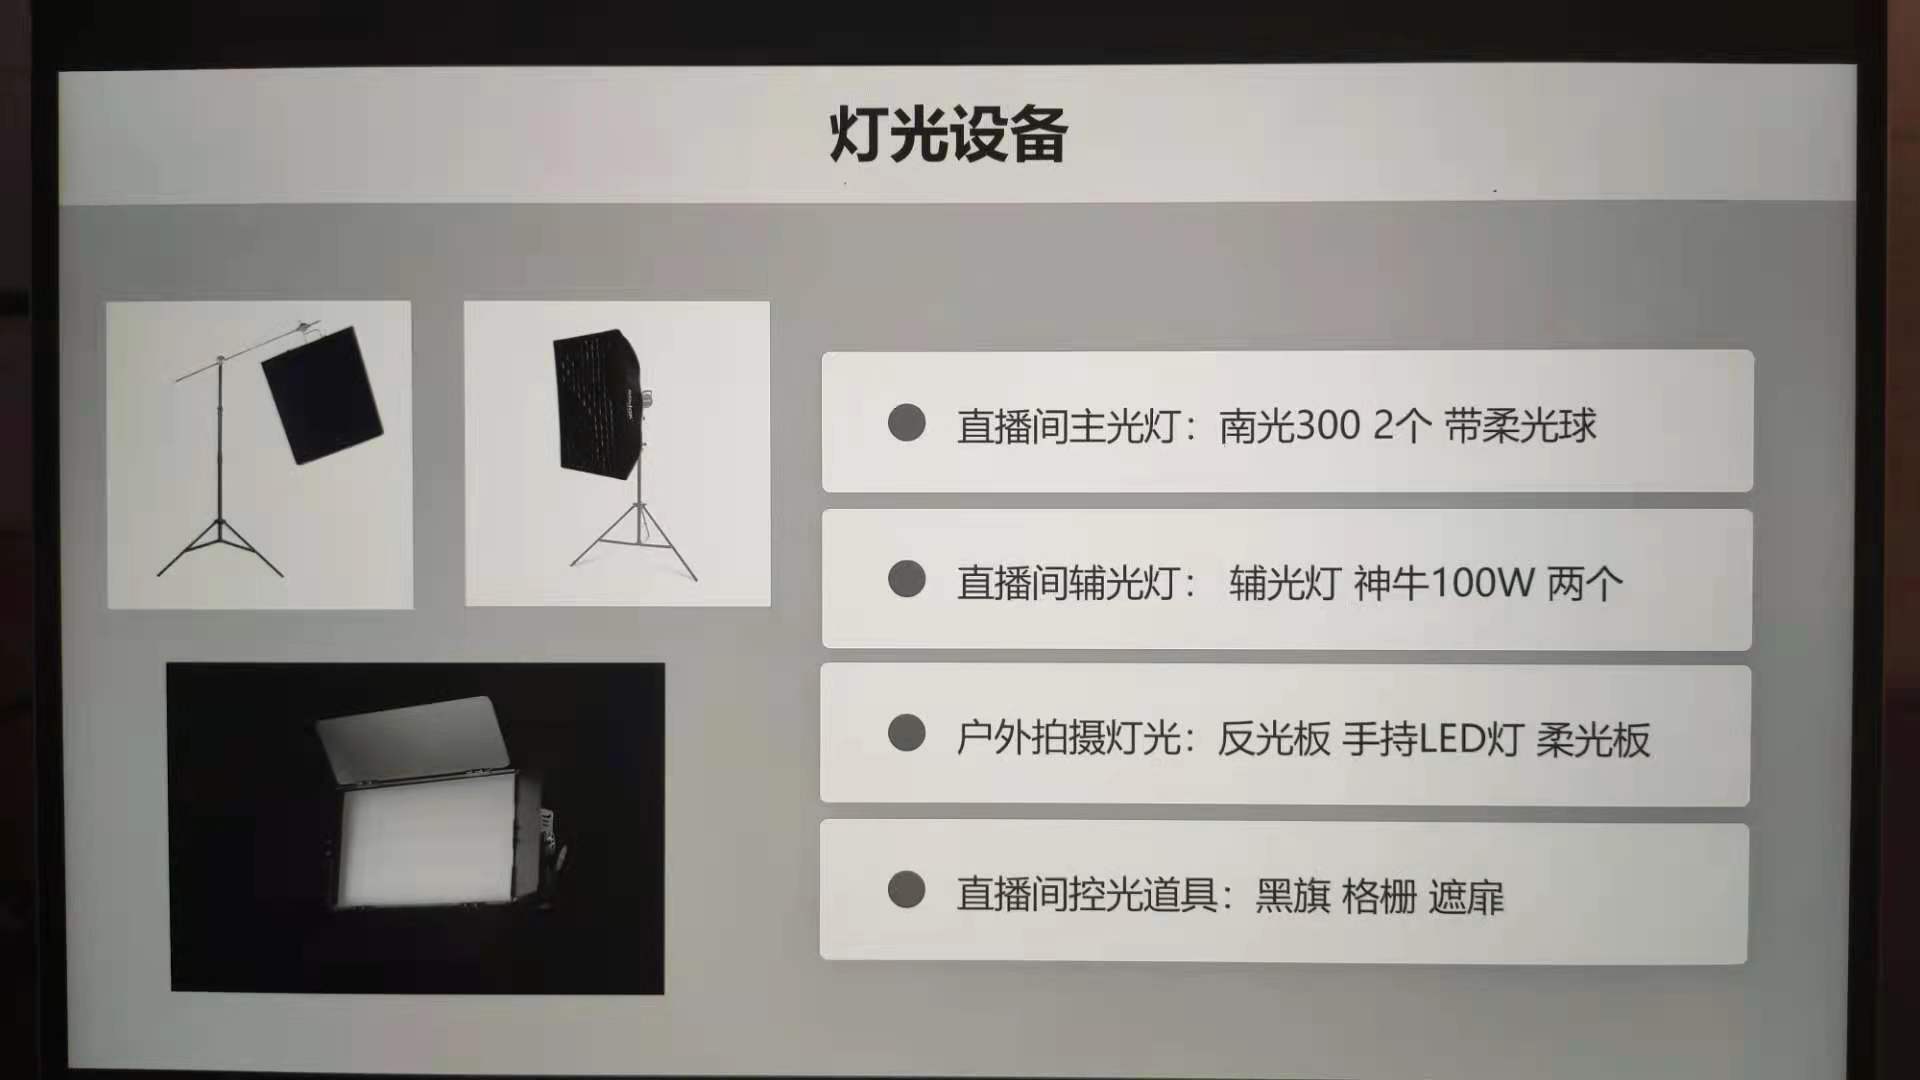 灯光设备
直播间主光灯：南光300 2个 带柔光球
直播间辅光灯： 辅光灯 神牛100W 两个
户外拍摄灯光：反光板 手持LED灯 柔光板
直播间控光道具：黑旗 格栅 遮扉